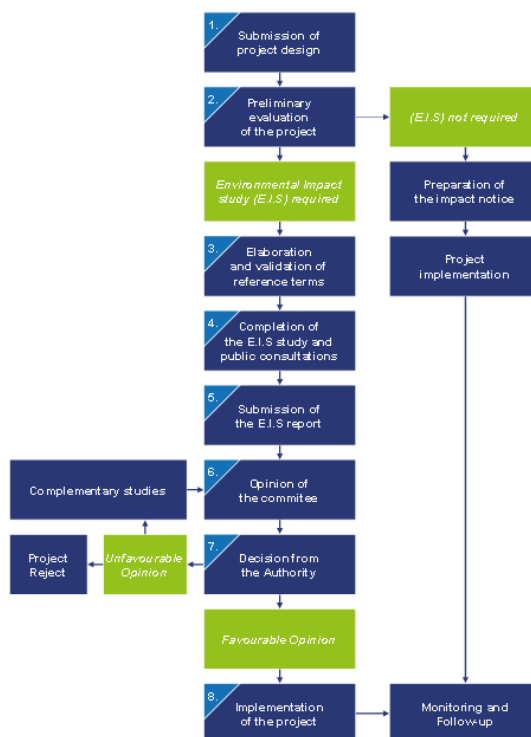 1.
Submission of
project design
2.
Preliminary
evaluation
of the project
(E.I.S) not required
Environmental Impact
study (E.I.S) required
Preparation of
the impact notice
3.
Elaboration
and validation of
reference terms
Project
implementation
4.
Completion of
the E.I.S study and
public consultations
5.
Submission of
the E.I.S report
Complementary studies
6.
Opinion of
the commitee
Project
Reject
Unfavourable
Opinion
7.
Decision from
the Authority
Favourable Opinion
8.
Implementation
of the project
Monitoring and
Follow-up